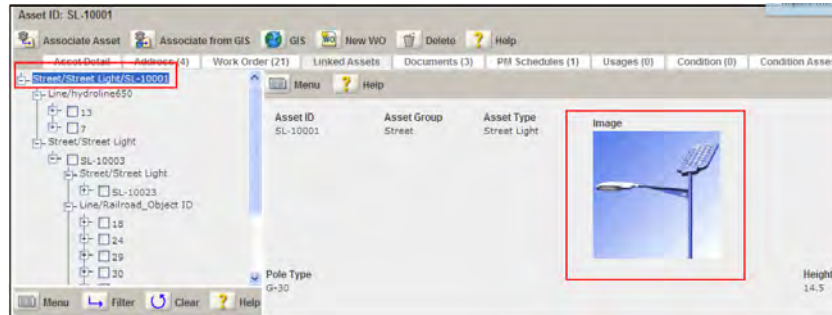 Asset ID: SL-10001
Associate Asset Associate from GIS GIS New WO Delete Help
Asset Detail Address (4) Work Order (21) Linked Assets Documents (3) PM Schedules (1) Usages (0) Condition (0) Condition Asses
Street/Street Light/SL-10001
Line/hydroline650
13
7
Street/Street Light
SL-10003
Street/Street Light
SL-10023
Line/Railroad_Object ID
18
24
29
30
Menu Filter Clear Help
Menu Help
Asset ID Asset Group Asset Type Image
SL-10001 Street Street Light
Pole Type Height
G-30 14.5